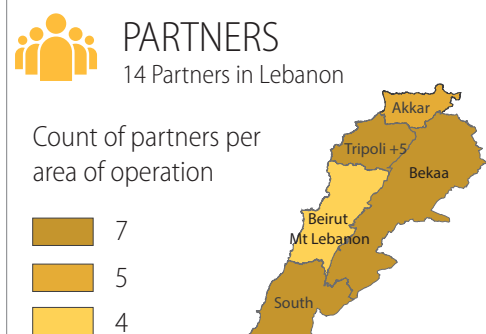 PARTNERS
14 Partners in Lebanon
Count of partners per
area of operation
7
5
4
Akkar
Tripoli +5
Bekaa
Beirut
Mt Lebanon
South